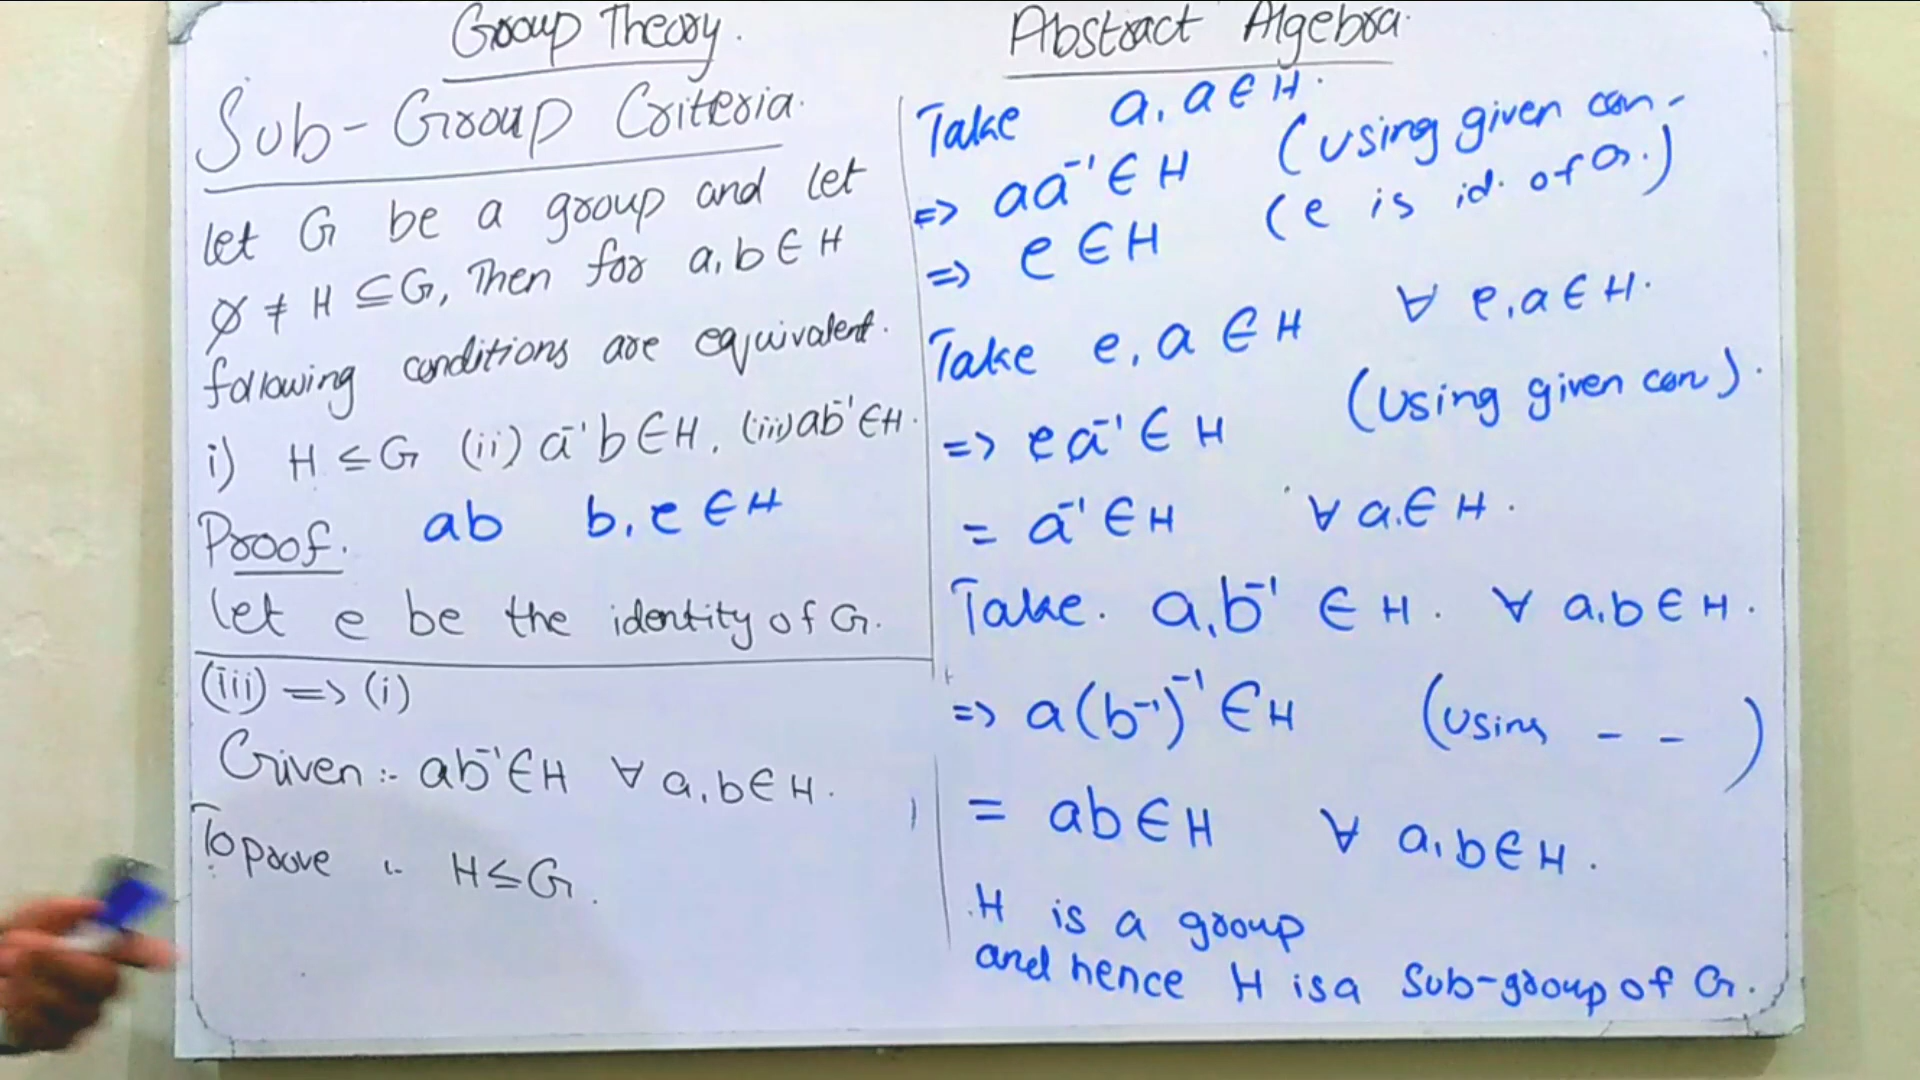 Group Theory.
Abstract Algebra.
Sub-Group Criteria.
let G be a group and let
∅ ≠ H ⊆ G, Then for a, b ∈ H
following conditions are equivalent.
i) H ≤ G (ii) a⁻¹b ∈ H, (iii) ab⁻¹ ∈ H.
Proof. ab b, e ∈ H
let e be the identity of G.
(iii) => (i)
Given :- ab⁻¹ ∈ H ∀ a, b ∈ H.
To prove :- H ≤ G.
Take a, a ∈ H.
=> aa⁻¹ ∈ H (using given con-
=> e ∈ H (e is id. of G.)
Take e, a ∈ H ∀ e, a ∈ H.
=> ea⁻¹ ∈ H (using given con).
= a⁻¹ ∈ H ∀ a ∈ H.
Take. a, b⁻¹ ∈ H. ∀ a, b ∈ H.
=> a(b⁻¹)⁻¹ ∈ H (using - - )
= ab ∈ H ∀ a, b ∈ H.
H is a group
and hence H is a Sub-group of G.